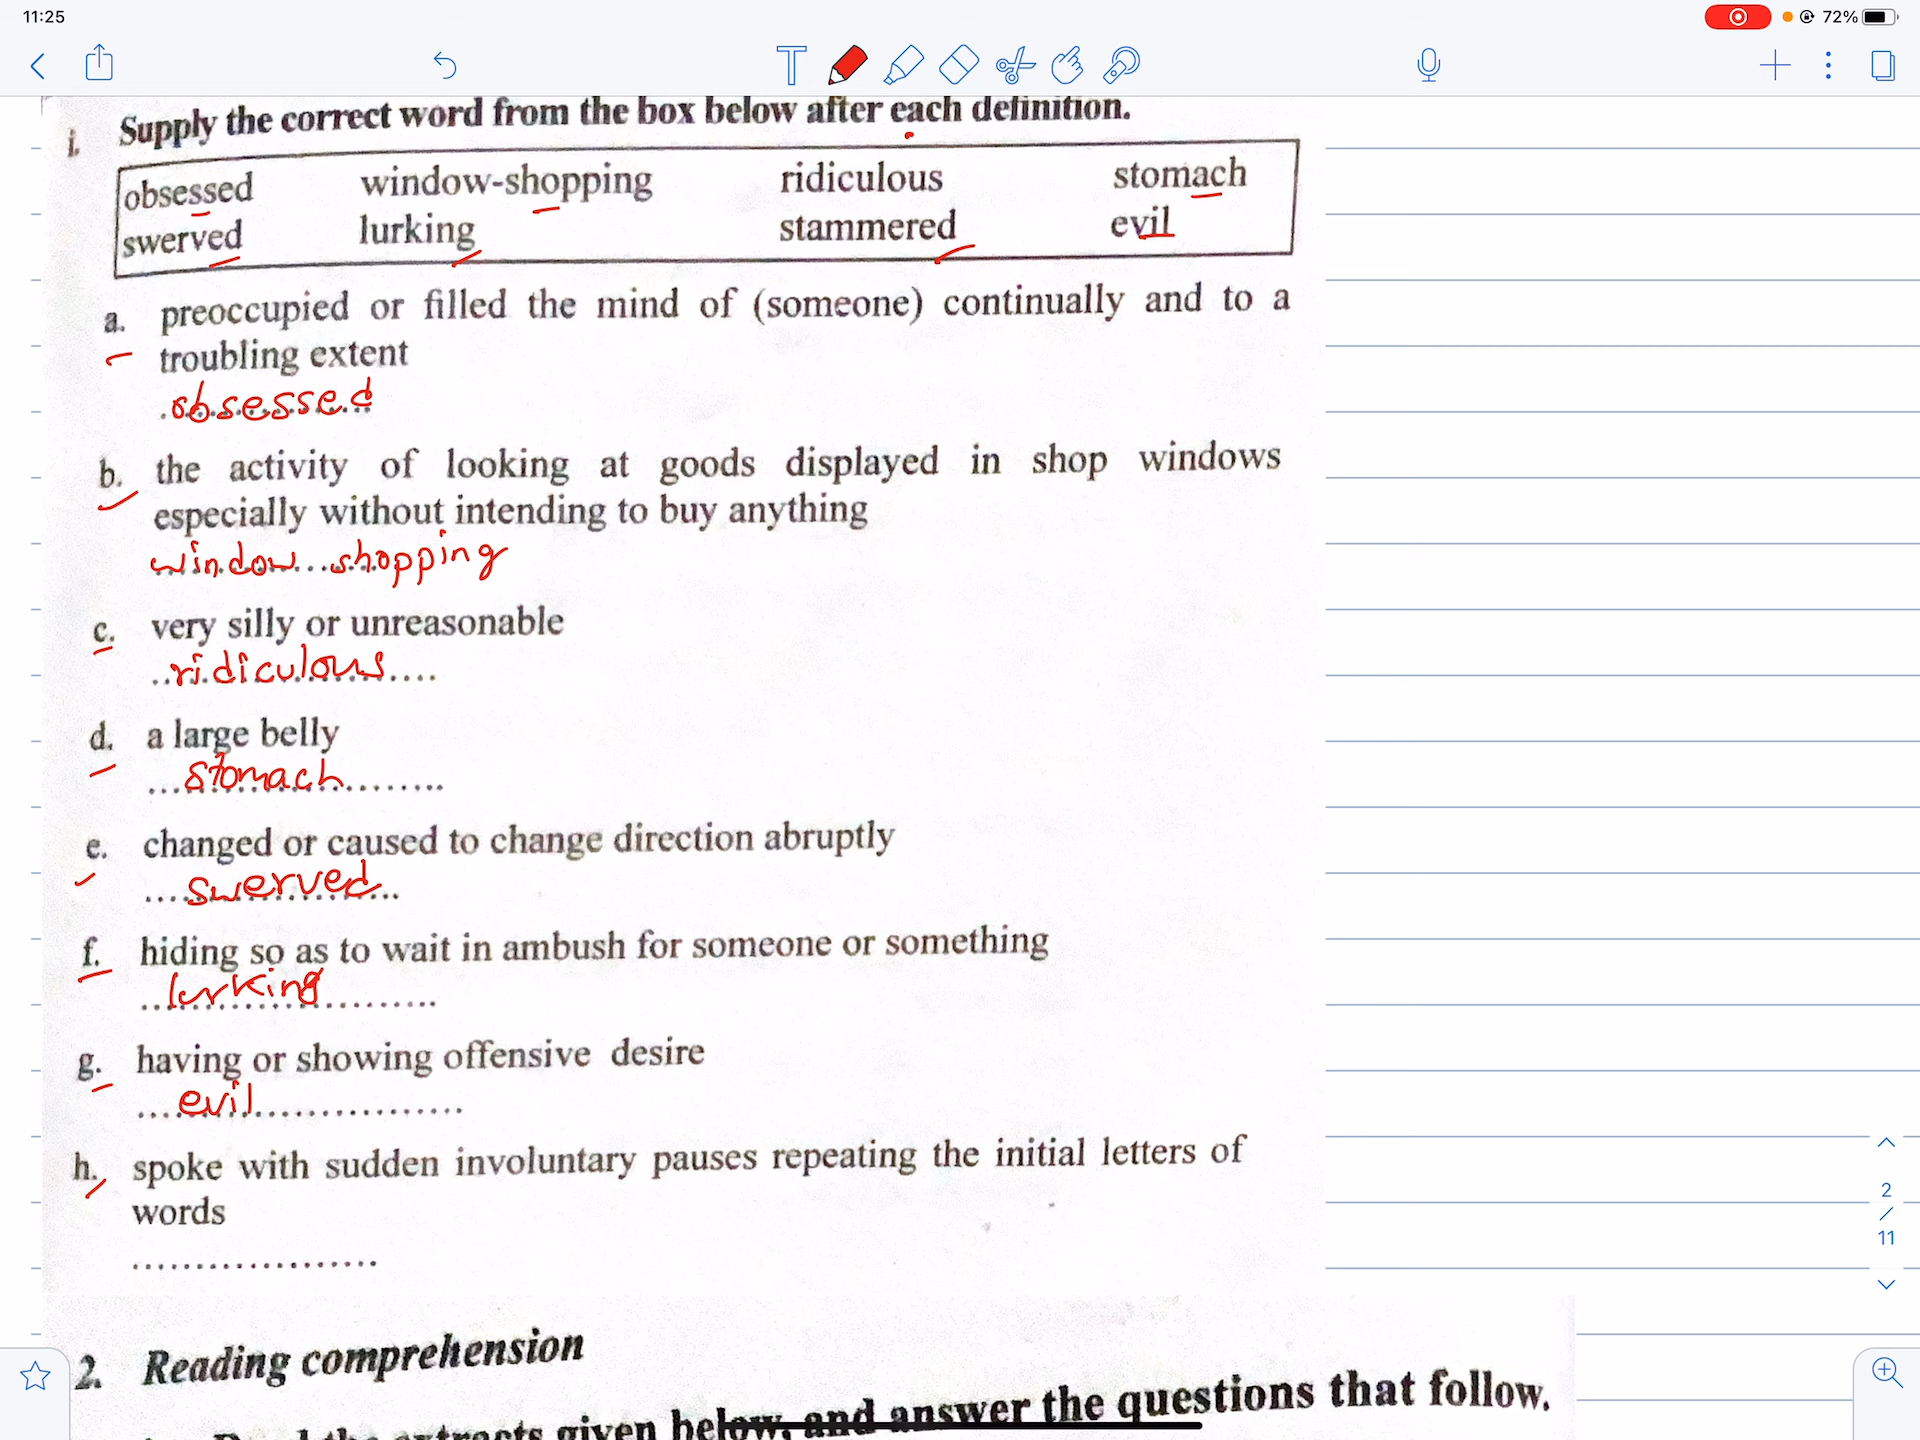 11:25
72%
i. Supply the correct word from the box below after each definition.
obsessed window-shopping ridiculous stomach
swerved lurking stammered evil
a. preoccupied or filled the mind of (someone) continually and to a
troubling extent
obsessed
b. the activity of looking at goods displayed in shop windows
especially without intending to buy anything
window...shopping
c. very silly or unreasonable
..ridiculous....
d. a large belly
...stomach........
e. changed or caused to change direction abruptly
....swerved...
f. hiding so as to wait in ambush for someone or something
..lurking..........
g. having or showing offensive desire
....evil.................
h. spoke with sudden involuntary pauses repeating the initial letters of
words
....................
2
/
11
2. Reading comprehension
given below, and answer the questions that follow.